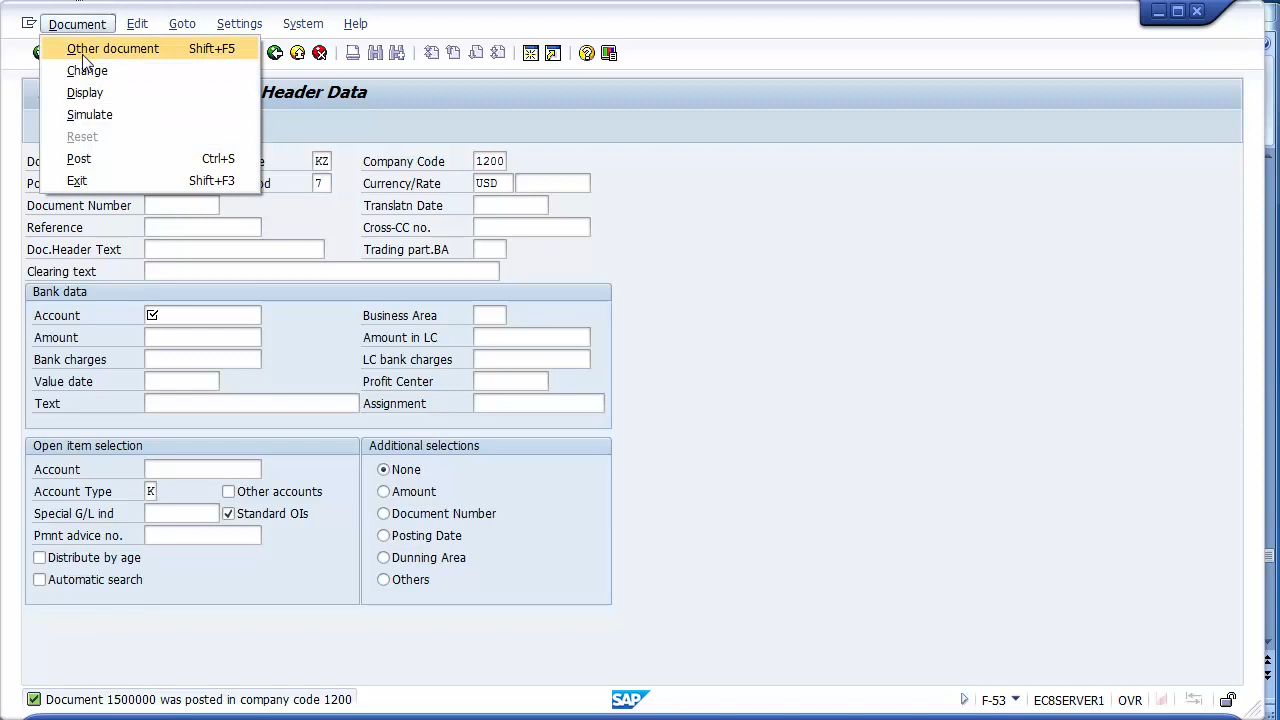 Document Edit Goto Settings System Help
Other document Shift+F5
Change
Display
Simulate
Reset
Post Ctrl+S
Exit Shift+F3
Header Data
KZ Company Code 1200
7 Currency/Rate USD
Document Number Translatn Date
Reference Cross-CC no.
Doc.Header Text Trading part.BA
Clearing text
Bank data
Account Business Area
Amount Amount in LC
Bank charges LC bank charges
Value date Profit Center
Text Assignment
Open item selection Additional selections
Account None
Account Type K Other accounts Amount
Special G/L ind Standard OIs Document Number
Pmnt advice no. Posting Date
Distribute by age Dunning Area
Automatic search Others
Document 1500000 was posted in company code 1200 SAP F-53 EC8SERVER1 OVR